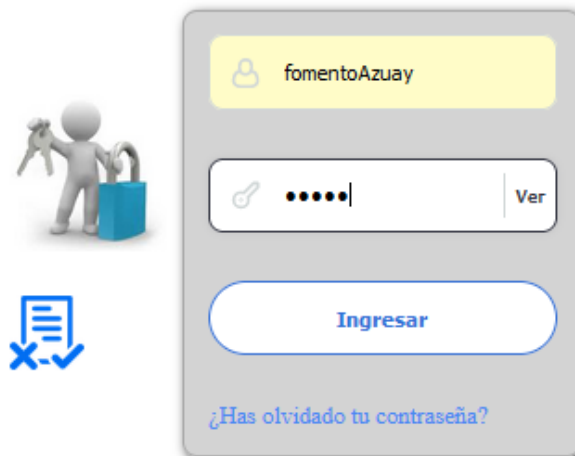 fomentoAzuay
•••••
Ver
Ingresar
¿Has olvidado tu contraseña?